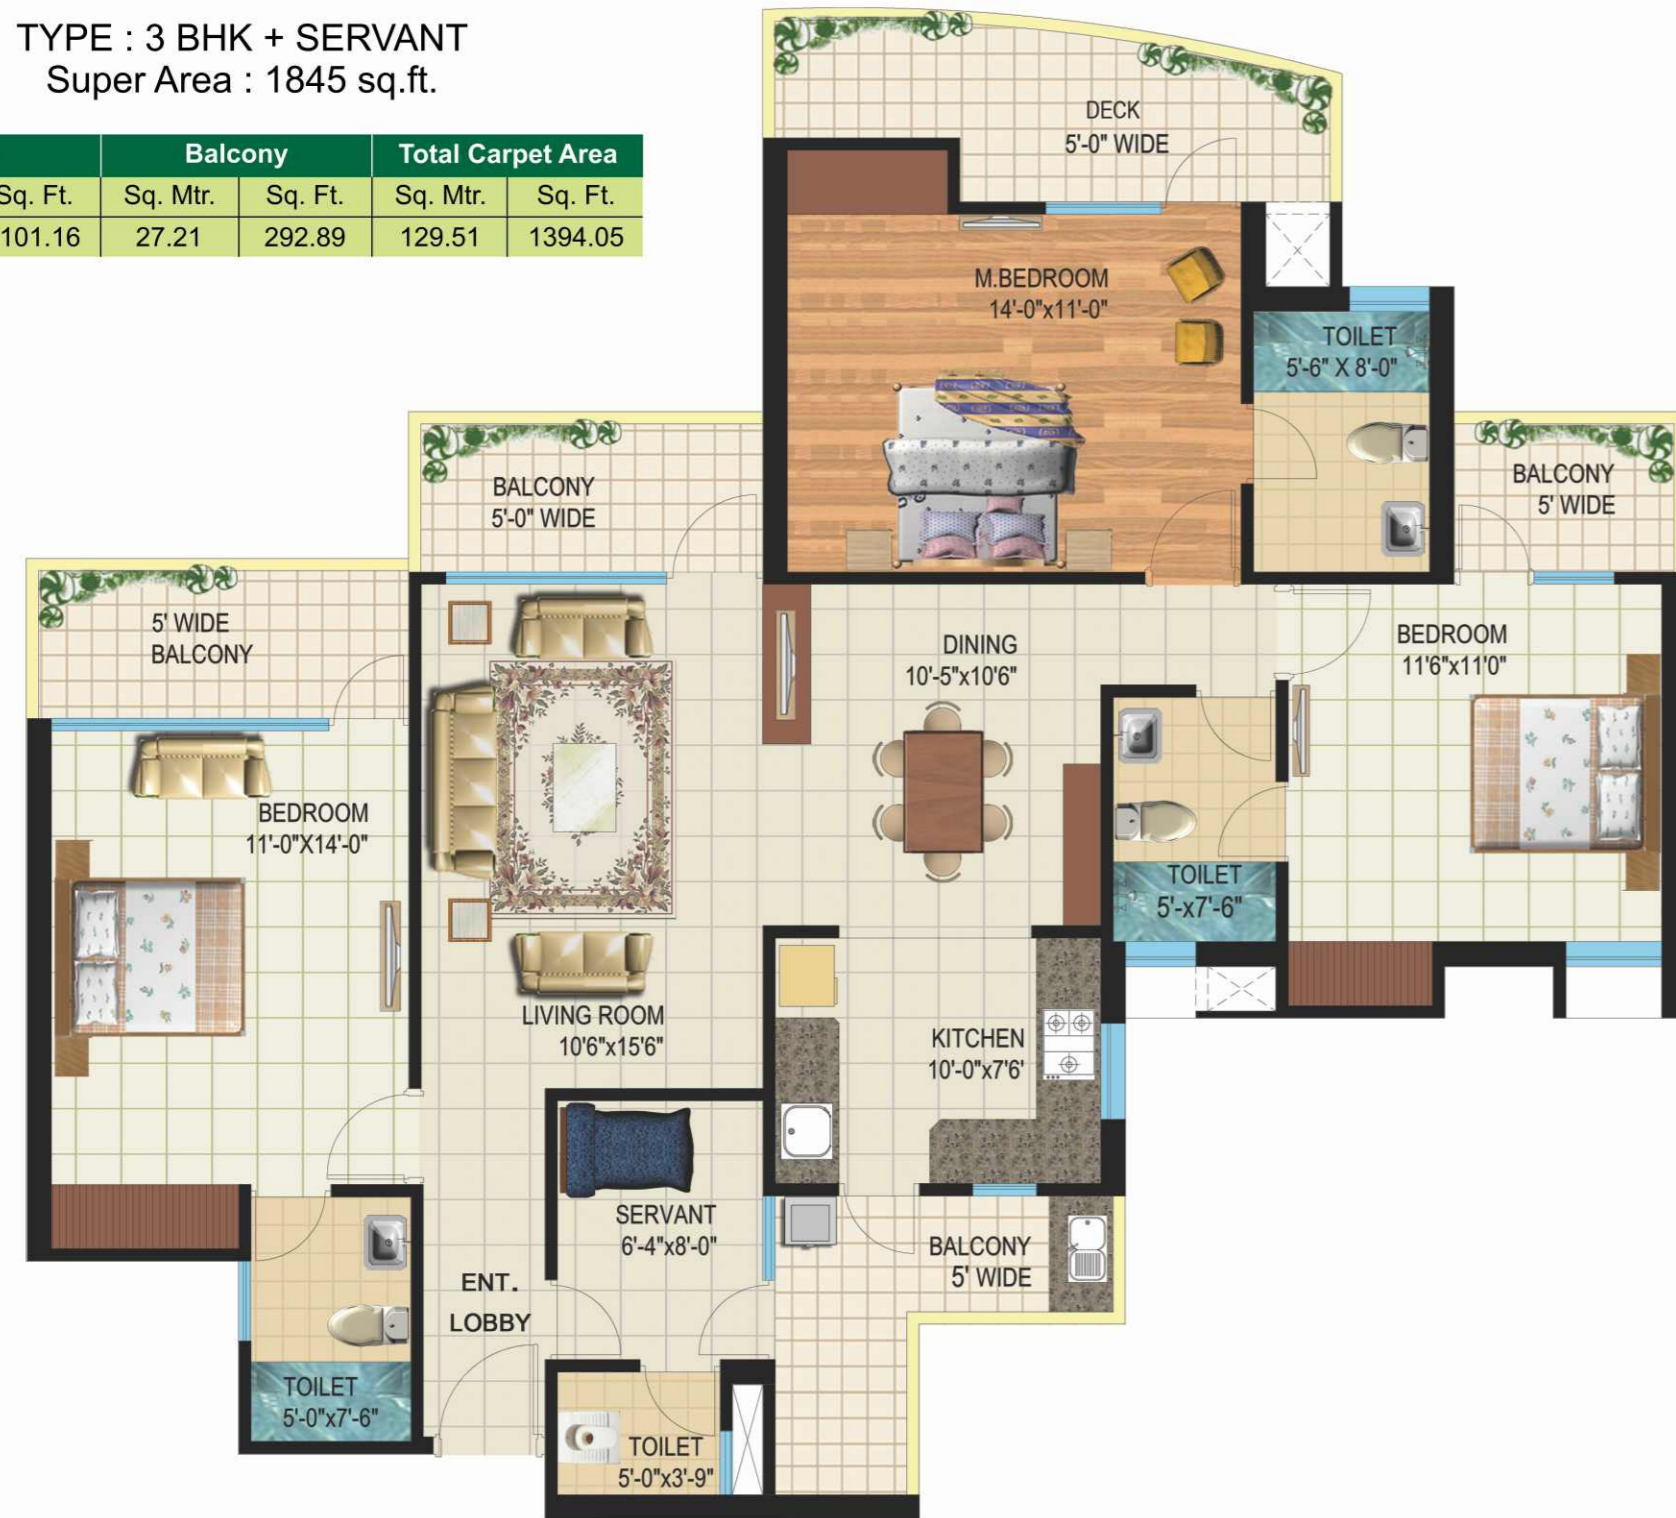 TYPE : 3 BHK + SERVANT
Super Area : 1845 sq.ft.
Balcony Total Carpet Area
Sq. Ft. Sq. Mtr. Sq. Ft. Sq. Mtr. Sq. Ft.
101.16 27.21 292.89 129.51 1394.05
DECK
5'-0" WIDE
M.BEDROOM
14'-0"x11'-0"
TOILET
5'-6" X 8'-0"
BALCONY
5'-0" WIDE
BALCONY
5' WIDE
5' WIDE
BALCONY
DINING
10'-5"x10'6"
BEDROOM
11'6"x11'0"
BEDROOM
11'-0"X14'-0"
TOILET
5'-x7'-6"
LIVING ROOM
10'6"x15'6"
KITCHEN
10'-0"x7'6'
SERVANT
6'-4"x8'-0"
BALCONY
5' WIDE
ENT.
LOBBY
TOILET
5'-0"x7'-6"
TOILET
5'-0"x3'-9"